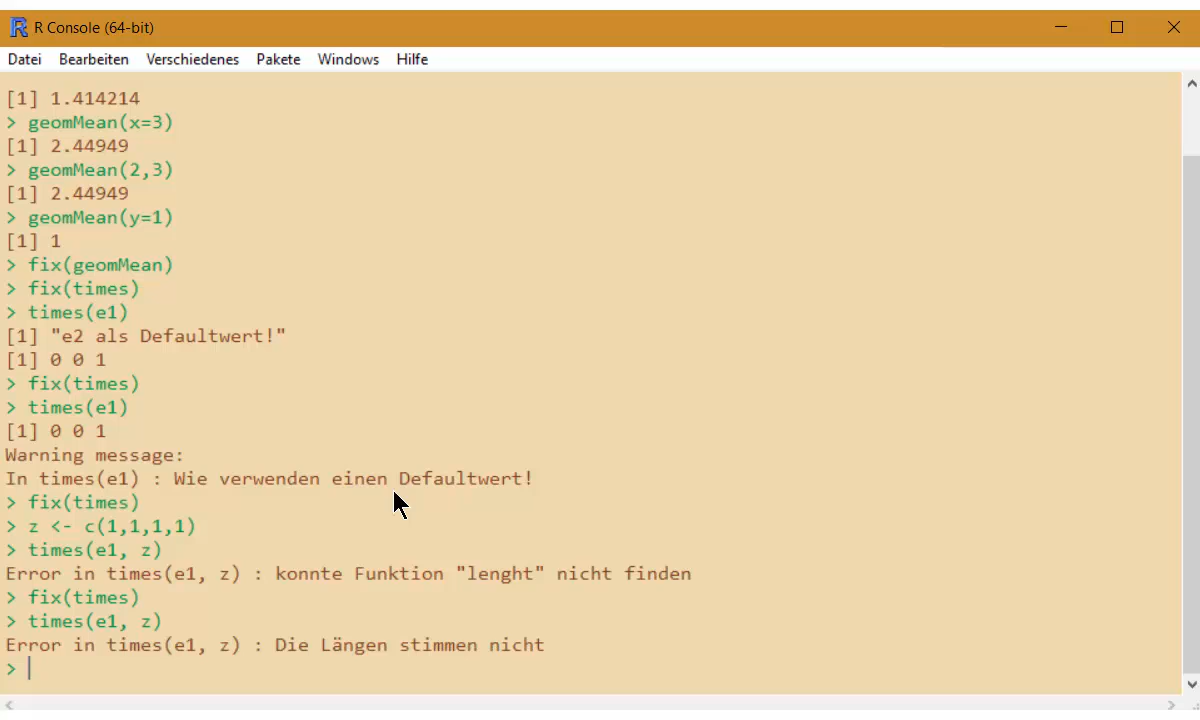 R Console (64-bit)
Datei Bearbeiten Verschiedenes Pakete Windows Hilfe
[1] 1.414214
> geomMean(x=3)
[1] 2.44949
> geomMean(2,3)
[1] 2.44949
> geomMean(y=1)
[1] 1
> fix(geomMean)
> fix(times)
> times(e1)
[1] "e2 als Defaultwert!"
[1] 0 0 1
> fix(times)
> times(e1)
[1] 0 0 1
Warning message:
In times(e1) : Wie verwenden einen Defaultwert!
> fix(times)
> z <- c(1,1,1,1)
> times(e1, z)
Error in times(e1, z) : konnte Funktion "lenght" nicht finden
> fix(times)
> times(e1, z)
Error in times(e1, z) : Die Längen stimmen nicht
>